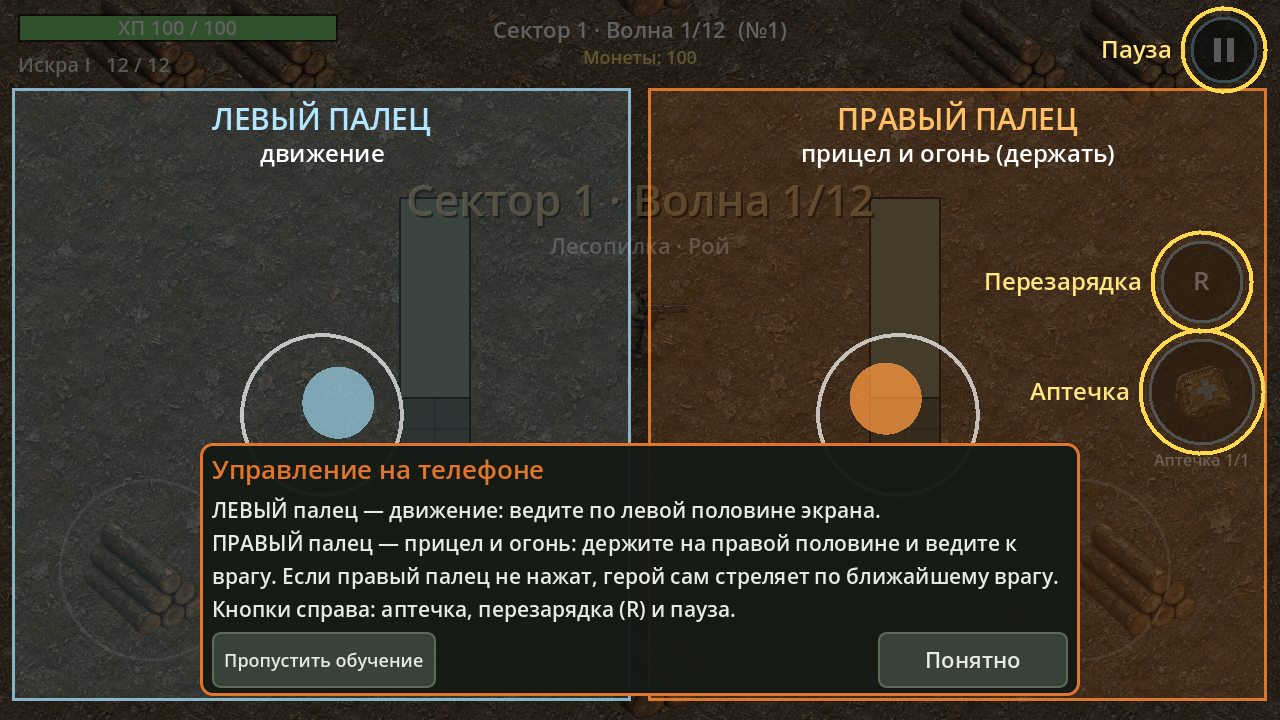 ХП 100 / 100
Искра I 12 / 12
Сектор 1 · Волна 1/12 (№1)
Монеты: 100
Пауза
ЛЕВЫЙ ПАЛЕЦ
движение
ПРАВЫЙ ПАЛЕЦ
прицел и огонь (держать)
Сектор 1 · Волна 1/12
Лесопилка · Рой
Перезарядка
R
Аптечка
Аптечка 1/1
Управление на телефоне
ЛЕВЫЙ палец — движение: ведите по левой половине экрана.
ПРАВЫЙ палец — прицел и огонь: держите на правой половине и ведите к
врагу. Если правый палец не нажат, герой сам стреляет по ближайшему врагу.
Кнопки справа: аптечка, перезарядка (R) и пауза.
Пропустить обучение
Понятно